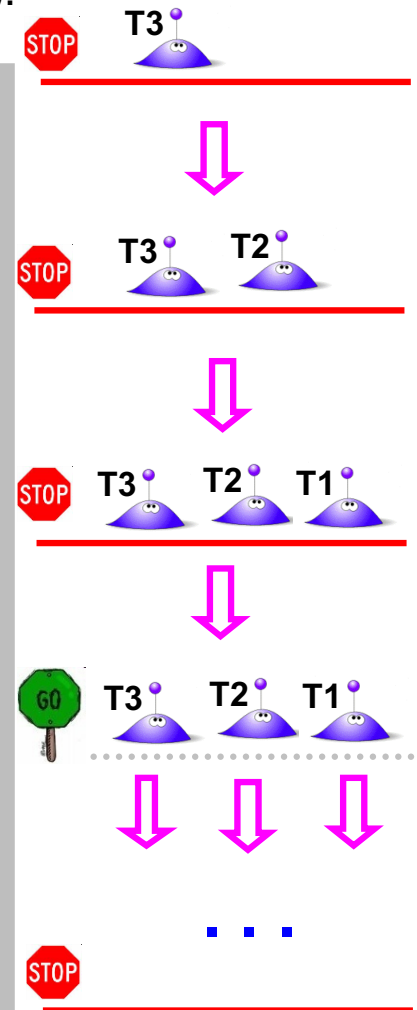 STOP T3
STOP T3 T2
STOP T3 T2 T1
GO T3 T2 T1
. . .
STOP